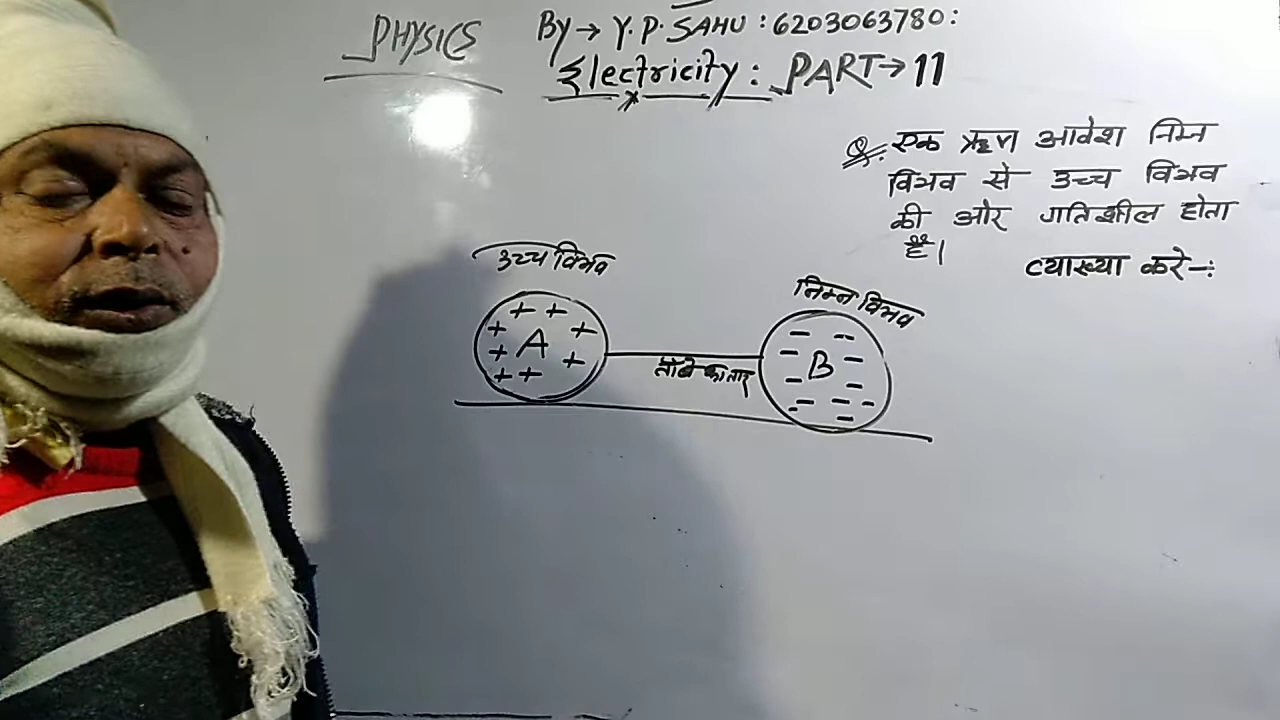 PHYSICS
By → Y. P. SAHU : 6203063780:
Electricity : PART → 11
Q. एक ऋण आवेश निम्न
विभव से उच्च विभव
की ओर गतिशील होता
है।
व्याख्या करे-:
उच्च विभव
निम्न विभव
+ + + + + + + +
A
तांबे का तार
B
- - - - - - - - - -